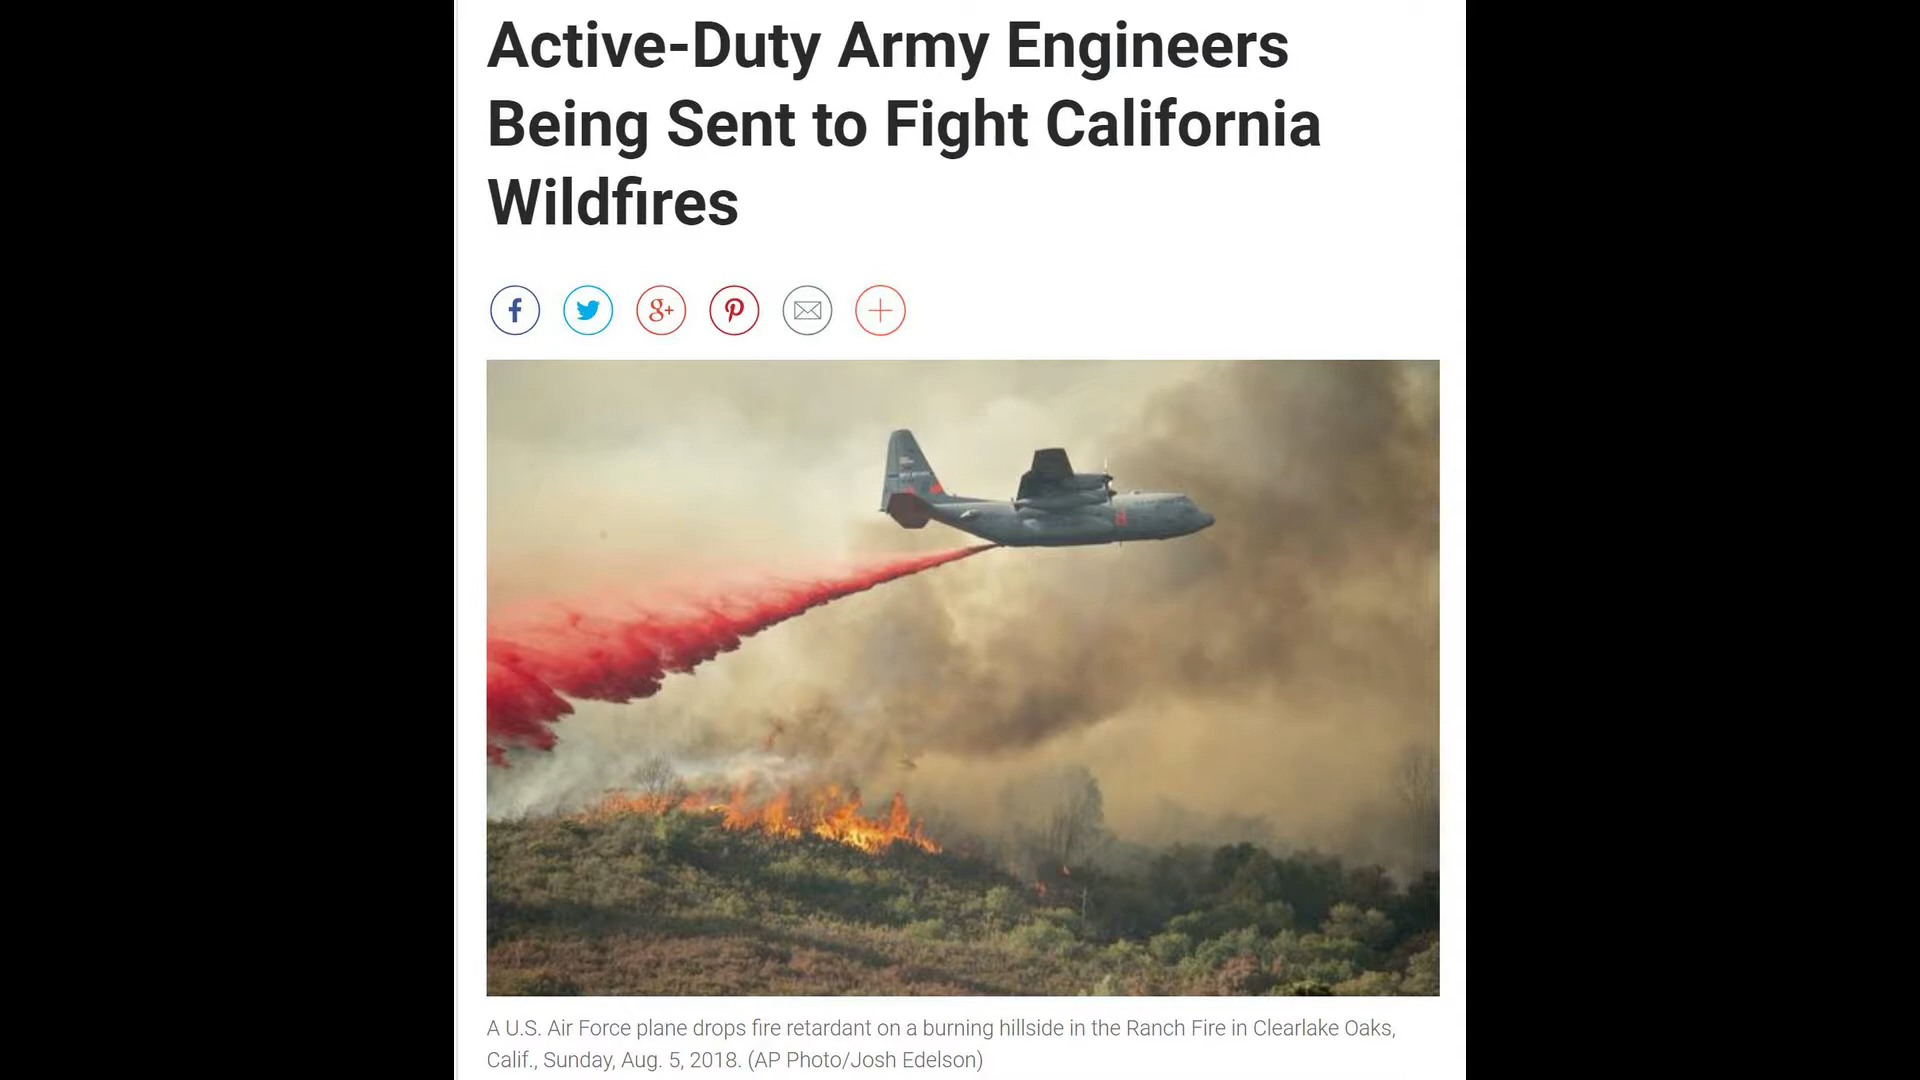 Active-Duty Army Engineers
Being Sent to Fight California
Wildfires
A U.S. Air Force plane drops fire retardant on a burning hillside in the Ranch Fire in Clearlake Oaks,
Calif., Sunday, Aug. 5, 2018. (AP Photo/Josh Edelson)